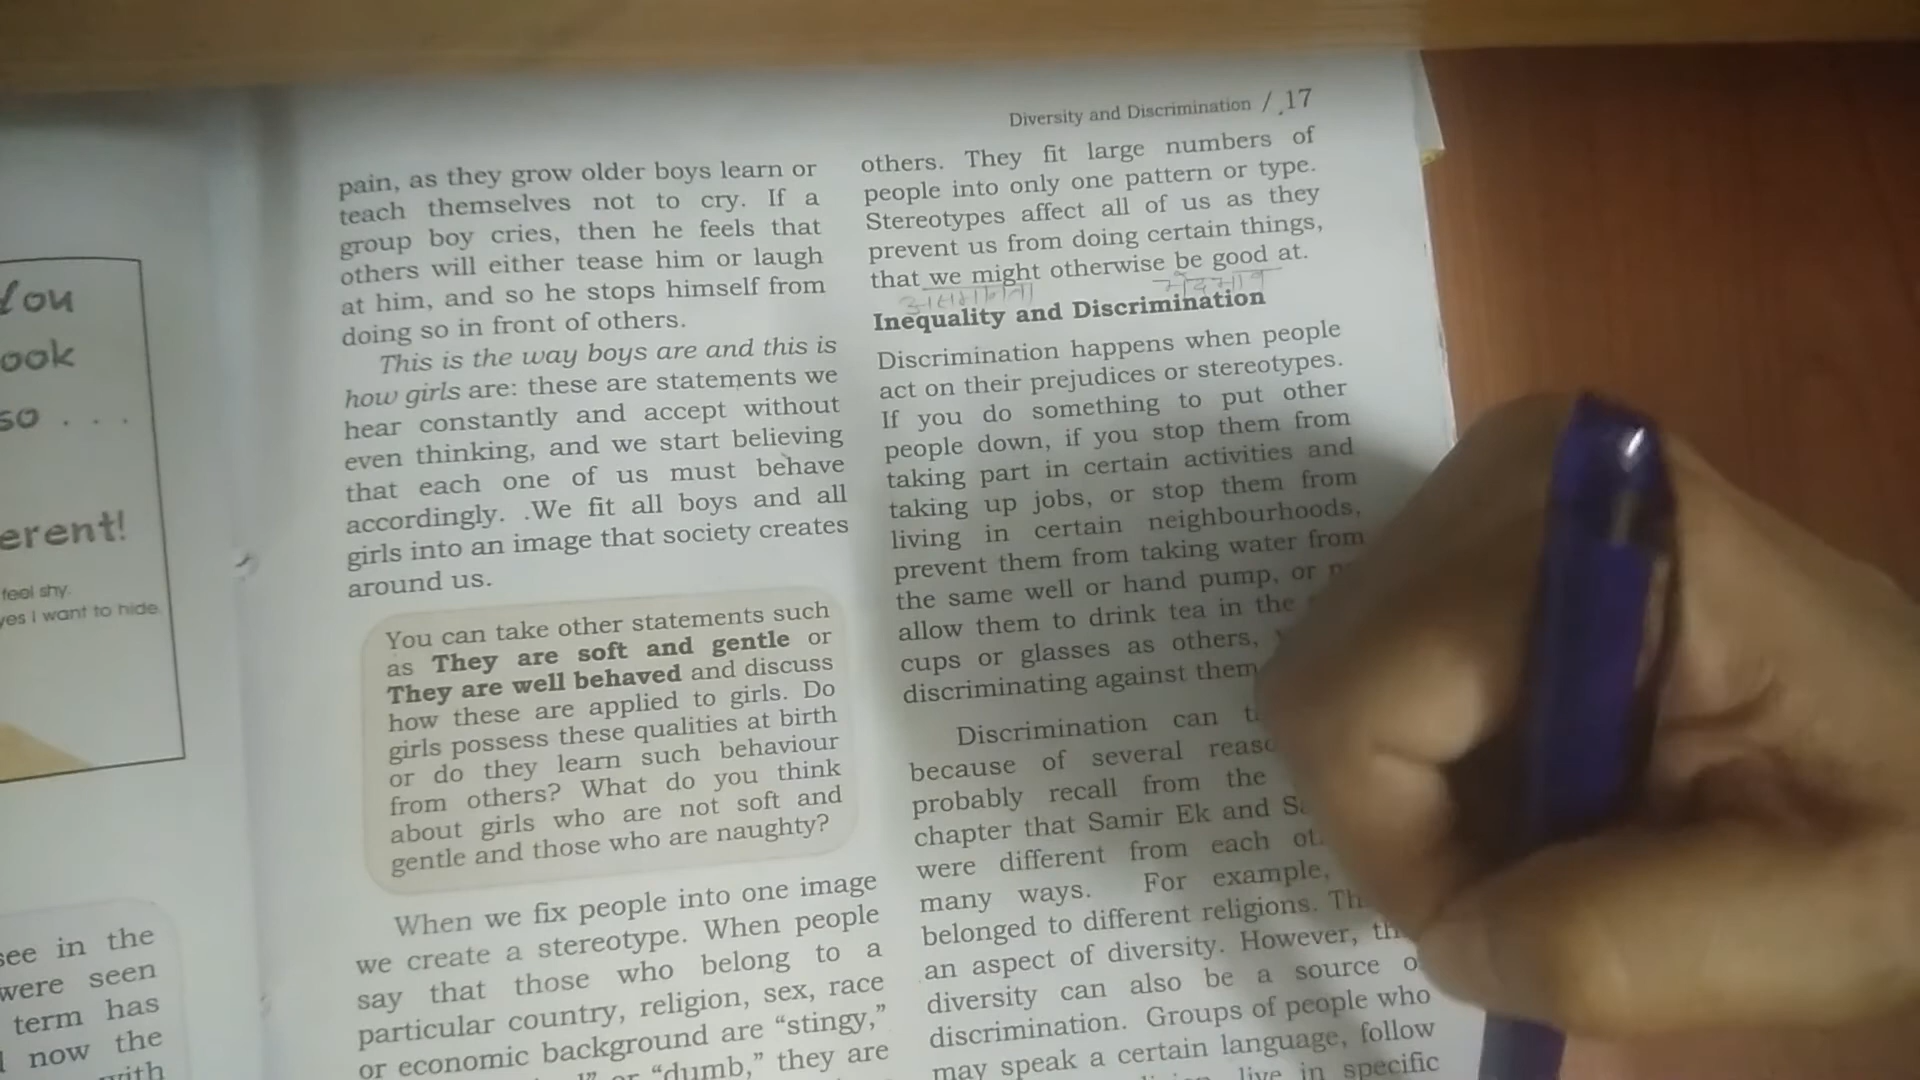 Diversity and Discrimination / 17
You
ook
so . . .
erent!
feel shy.
yes I want to hide.
see in the
were seen
term has
now the
with
pain, as they grow older boys learn or
teach themselves not to cry. If a
group boy cries, then he feels that
others will either tease him or laugh
at him, and so he stops himself from
doing so in front of others.
This is the way boys are and this is
how girls are: these are statements we
hear constantly and accept without
even thinking, and we start believing
that each one of us must behave
accordingly. .We fit all boys and all
girls into an image that society creates
around us.
You can take other statements such
as They are soft and gentle or
They are well behaved and discuss
how these are applied to girls. Do
girls possess these qualities at birth
or do they learn such behaviour
from others? What do you think
about girls who are not soft and
gentle and those who are naughty?
When we fix people into one image
we create a stereotype. When people
say that those who belong to a
particular country, religion, sex, race
or economic background are “stingy,”
or “dumb,” they are
others. They fit large numbers of
people into only one pattern or type.
Stereotypes affect all of us as they
prevent us from doing certain things,
that we might otherwise be good at.
असमानता भेदभाव
Inequality and Discrimination
Discrimination happens when people
act on their prejudices or stereotypes.
If you do something to put other
people down, if you stop them from
taking part in certain activities and
taking up jobs, or stop them from
living in certain neighbourhoods,
prevent them from taking water from
the same well or hand pump, or
allow them to drink tea in the
cups or glasses as others,
discriminating against them
Discrimination can
because of several
probably recall from the
chapter that Samir Ek and
were different from each
many ways. For example,
belonged to different religions.
an aspect of diversity. However,
diversity can also be a source
discrimination. Groups of people who
may speak a certain language, follow
live in specific